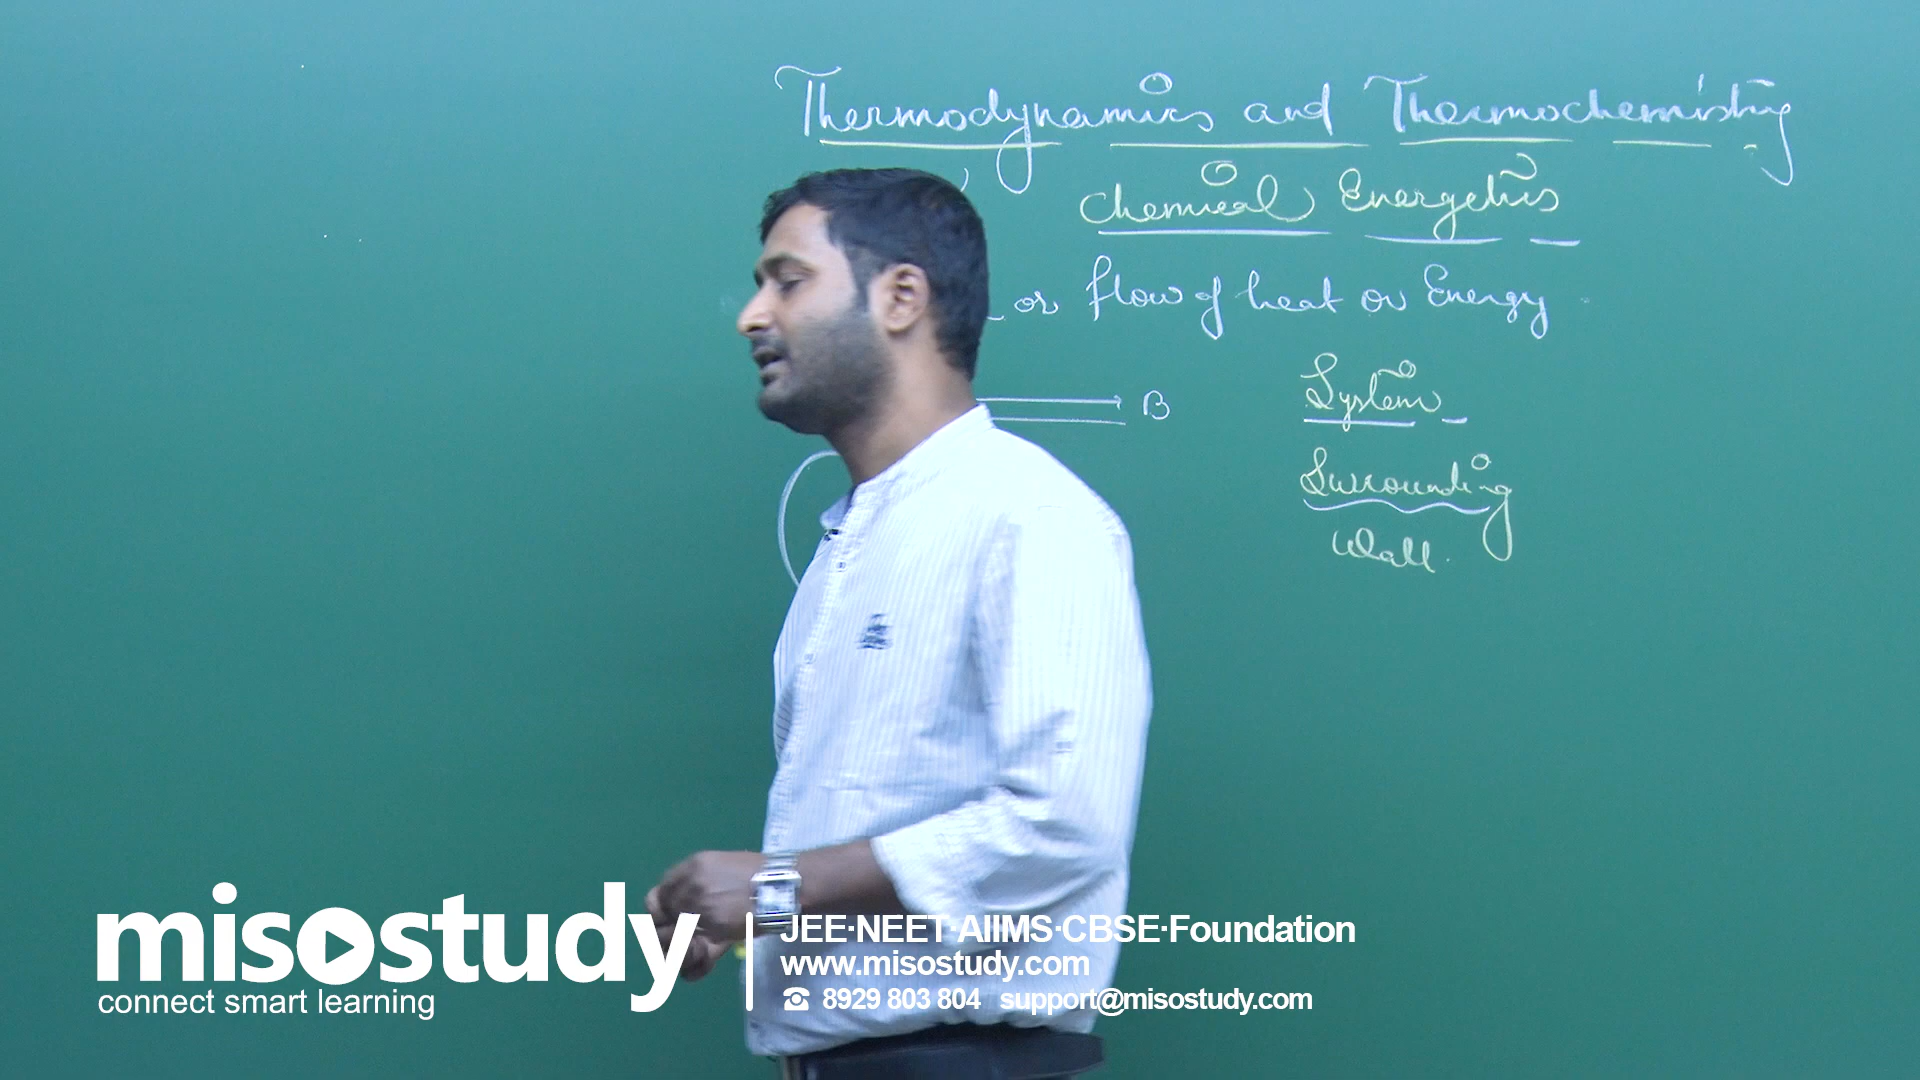 Thermodynamics and Thermochemistry
Chemical Energetics
or flow of heat or Energy
B
System
Surrounding
Wall.
misostudy
connect smart learning
JEE·NEET·AIIMS·CBSE·Foundation
www.misostudy.com
☎ 8929 803 804 support@misostudy.com